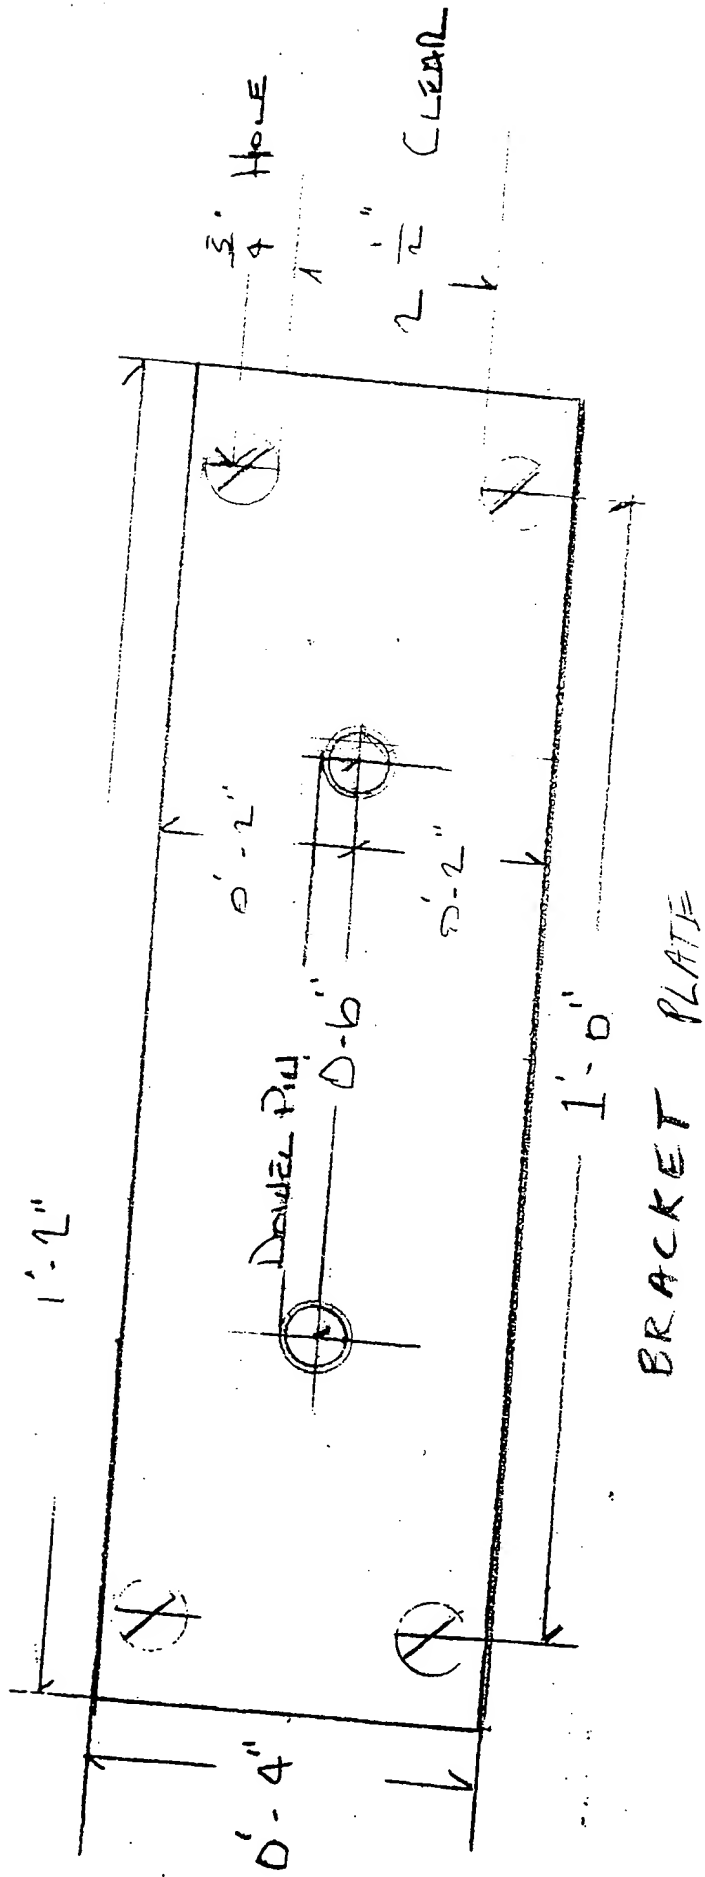 1'-2"
3/4" HOLE
2 1/2" CLEAR
0'-2"
0'-2"
DOWEL PIN
0-6"
0'-4"
1'-0"
BRACKET PLATE